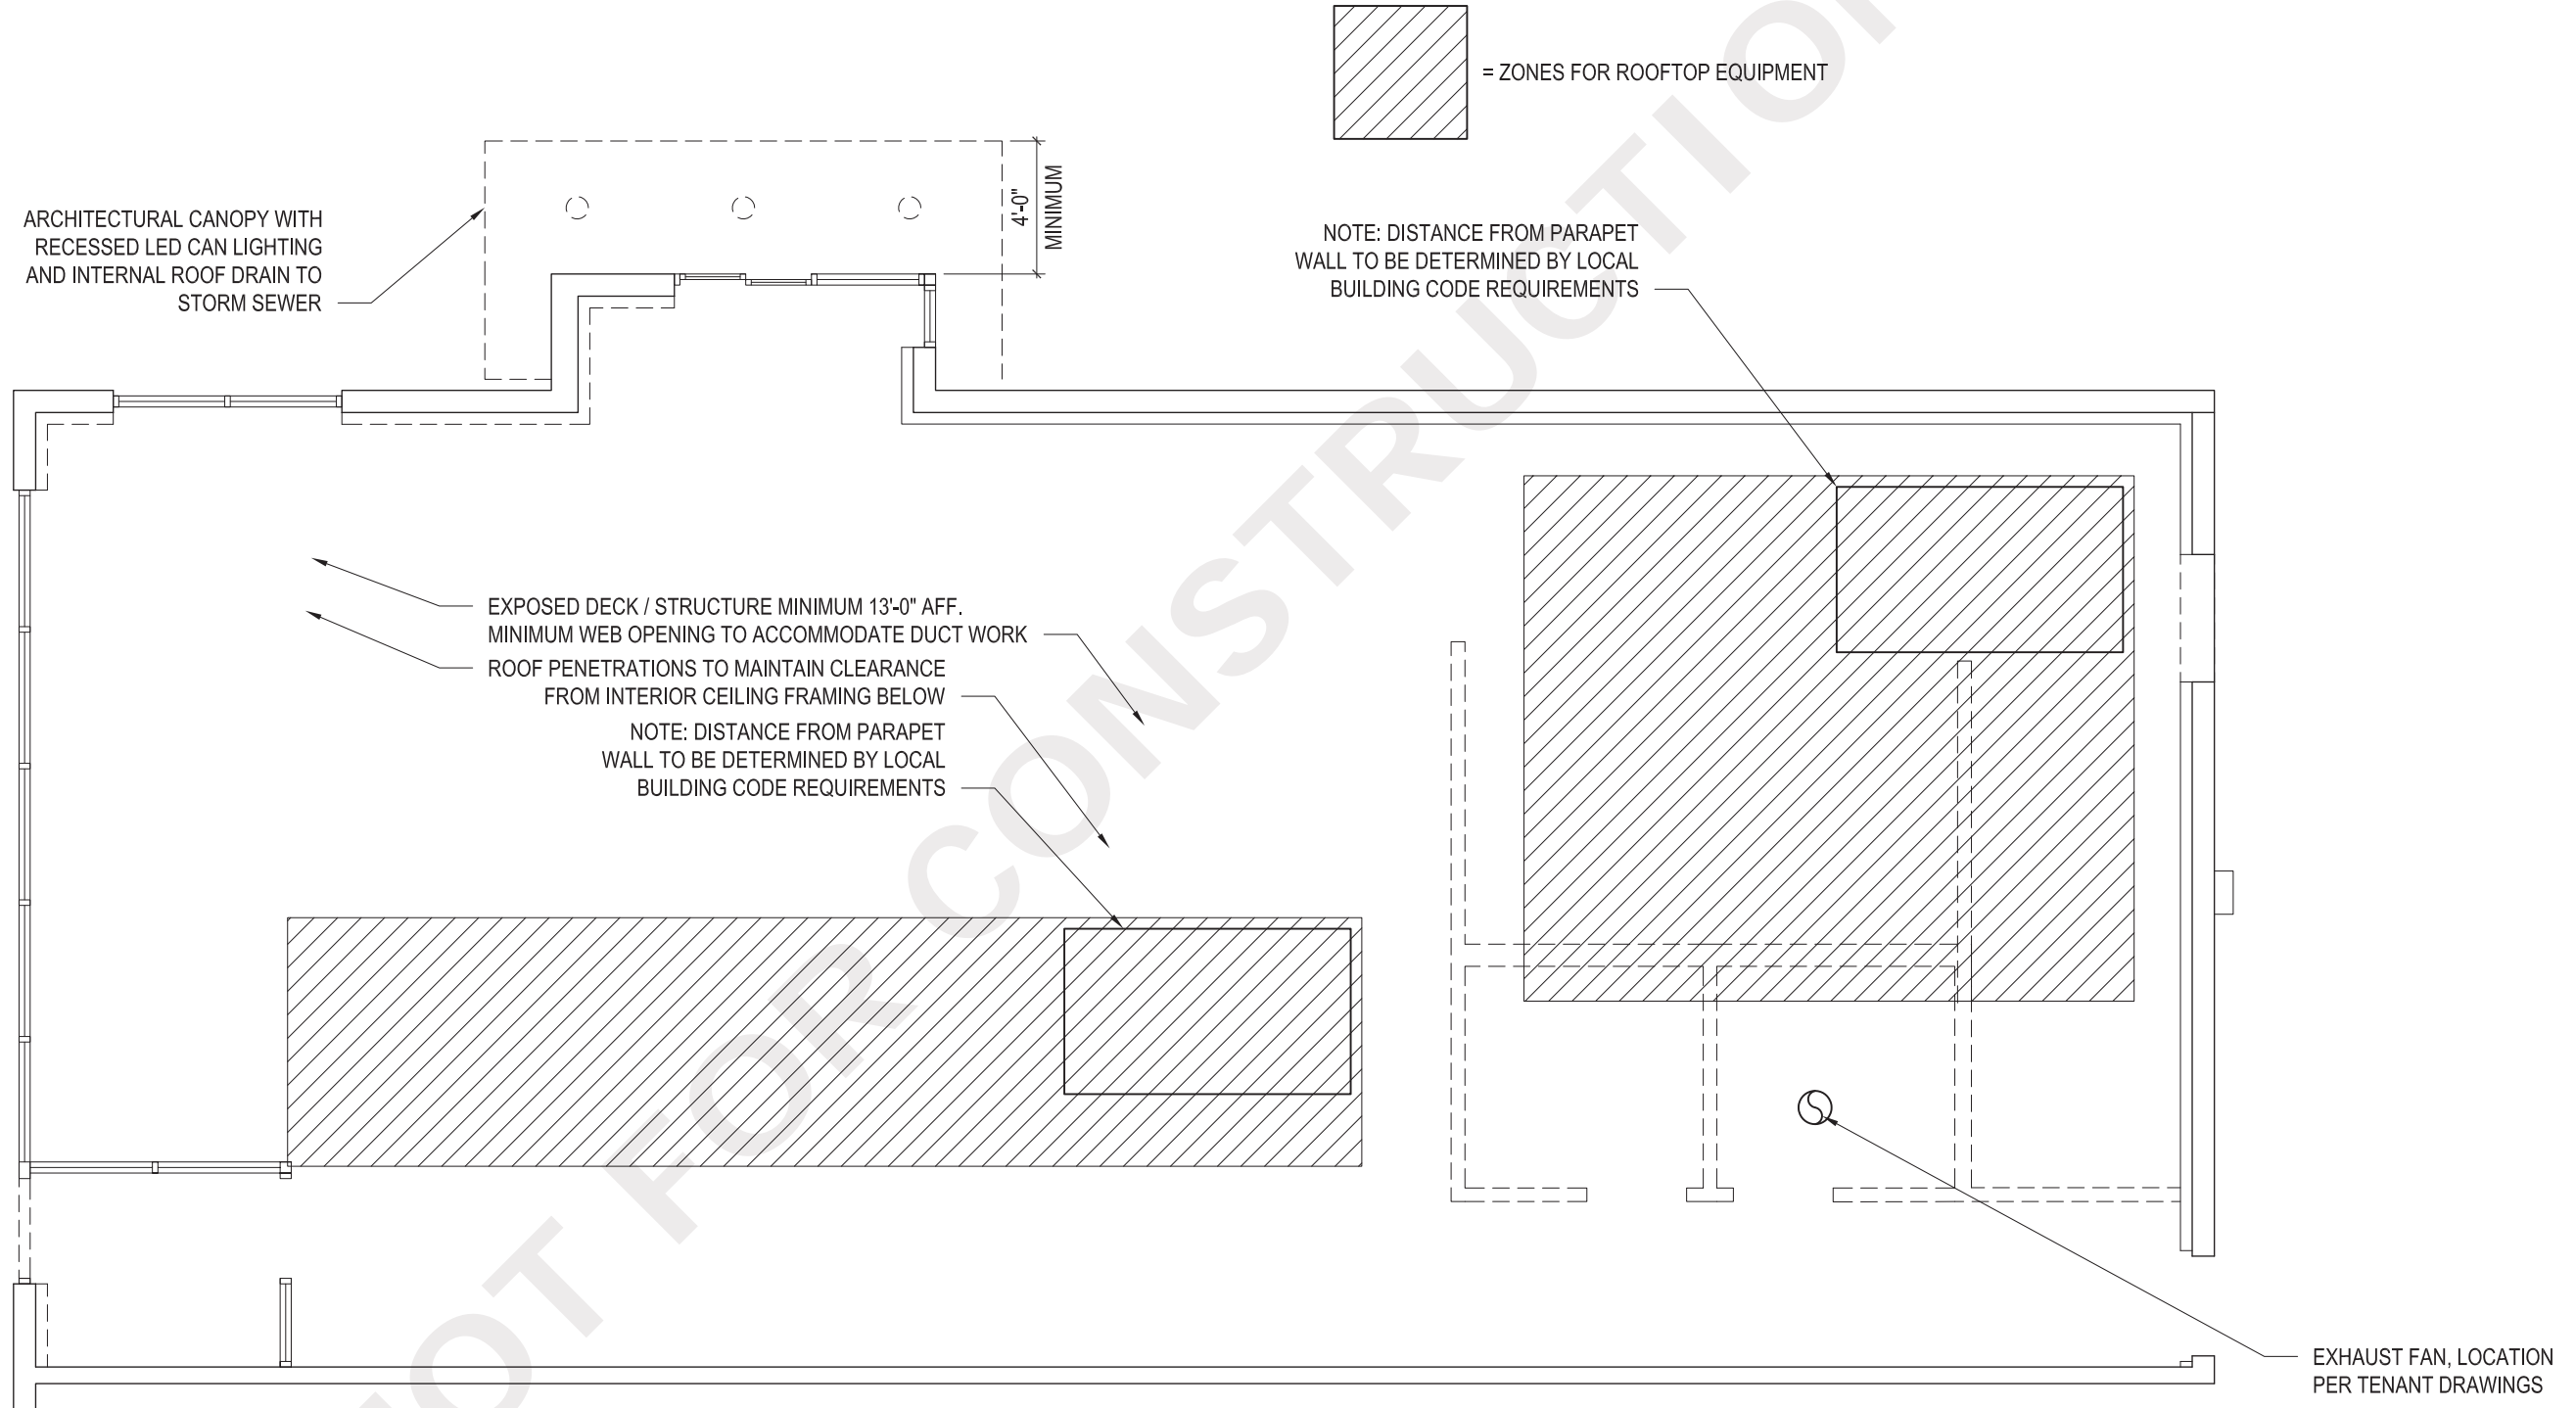 = ZONES FOR ROOFTOP EQUIPMENT
ARCHITECTURAL CANOPY WITH
RECESSED LED CAN LIGHTING
AND INTERNAL ROOF DRAIN TO
STORM SEWER
4'-0"
MINIMUM
NOTE: DISTANCE FROM PARAPET
WALL TO BE DETERMINED BY LOCAL
BUILDING CODE REQUIREMENTS
EXPOSED DECK / STRUCTURE MINIMUM 13'-0" AFF.
MINIMUM WEB OPENING TO ACCOMMODATE DUCT WORK
ROOF PENETRATIONS TO MAINTAIN CLEARANCE
FROM INTERIOR CEILING FRAMING BELOW
NOTE: DISTANCE FROM PARAPET
WALL TO BE DETERMINED BY LOCAL
BUILDING CODE REQUIREMENTS
EXHAUST FAN, LOCATION
PER TENANT DRAWINGS
NOT FOR CONSTRUCTION